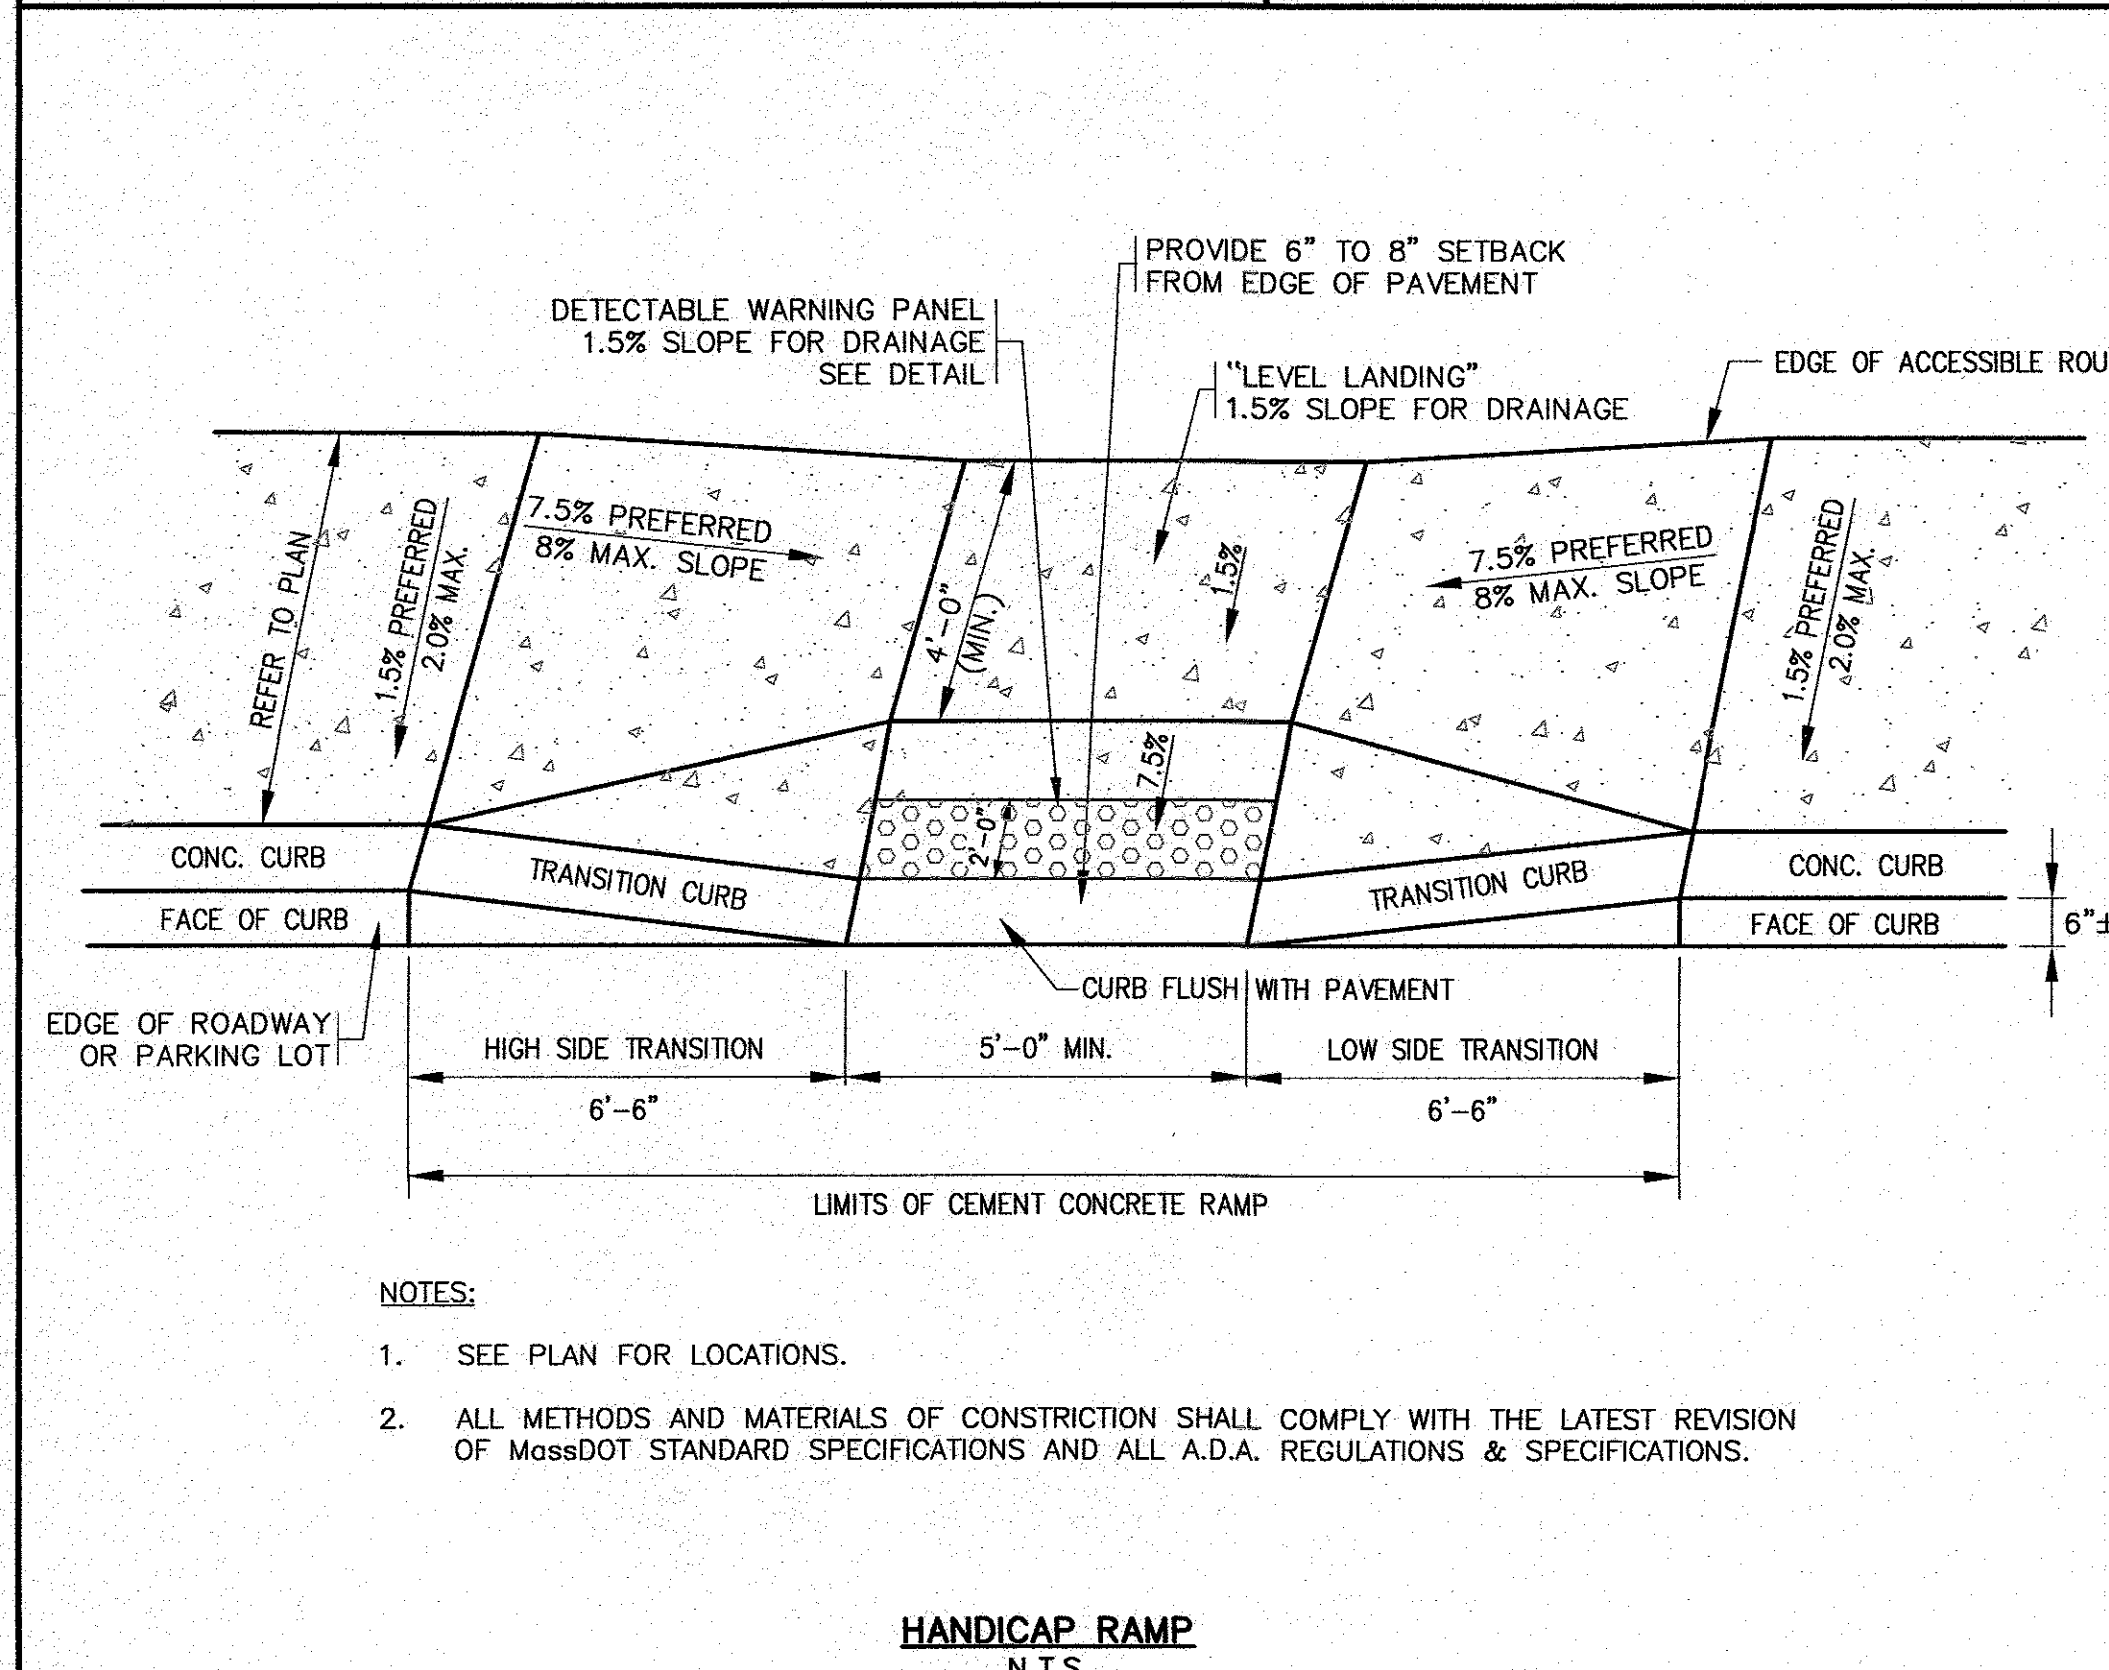 PROVIDE 6" TO 8" SETBACK
FROM EDGE OF PAVEMENT
DETECTABLE WARNING PANEL
1.5% SLOPE FOR DRAINAGE
SEE DETAIL
"LEVEL LANDING"
1.5% SLOPE FOR DRAINAGE
EDGE OF ACCESSIBLE ROU
REFER TO PLAN
1.5% PREFERRED
2.0% MAX.
7.5% PREFERRED
8% MAX. SLOPE
4'-0"
(MIN.)
1.5%
7.5% PREFERRED
8% MAX. SLOPE
1.5% PREFERRED
2.0% MAX.
7.5%
2'-0"
CONC. CURB
TRANSITION CURB
TRANSITION CURB
CONC. CURB
FACE OF CURB
FACE OF CURB
6"±
CURB FLUSH WITH PAVEMENT
EDGE OF ROADWAY
OR PARKING LOT
HIGH SIDE TRANSITION
5'-0" MIN.
LOW SIDE TRANSITION
6'-6"
6'-6"
LIMITS OF CEMENT CONCRETE RAMP
NOTES:
1. SEE PLAN FOR LOCATIONS.
2. ALL METHODS AND MATERIALS OF CONSTRICTION SHALL COMPLY WITH THE LATEST REVISION
OF MassDOT STANDARD SPECIFICATIONS AND ALL A.D.A. REGULATIONS & SPECIFICATIONS.
HANDICAP RAMP
N.T.S.